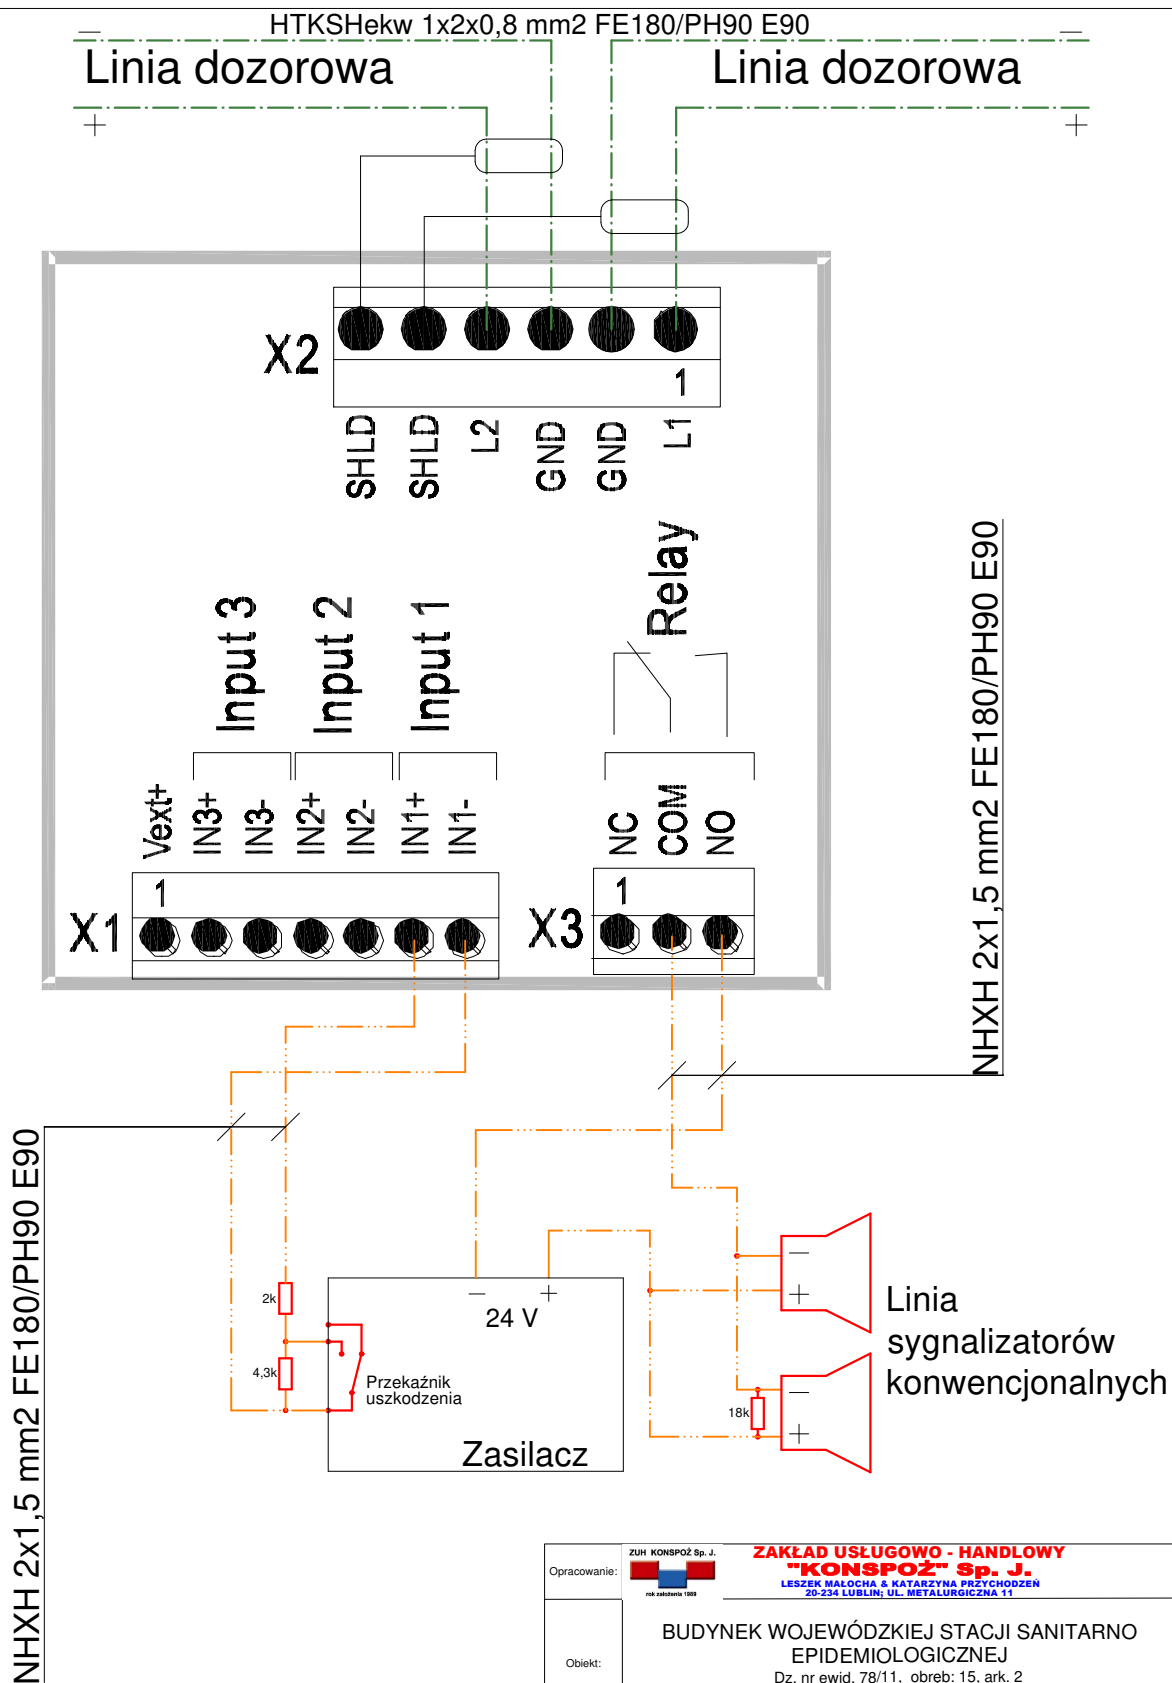 HTKSHekw 1x2x0,8 mm2 FE180/PH90 E90
Linia dozorowa
Linia dozorowa
− −
+ +
X2
1
SHLD
SHLD
L2
GND
GND
L1
Relay
Input 3
Input 2
Input 1
Vext+
IN3+
IN3-
IN2+
IN2-
IN1+
IN1-
NC
COM
NO
X1
1
X3
1
NHXH 2x1,5 mm2 FE180/PH90 E90
NHXH 2x1,5 mm2 FE180/PH90 E90
2k
4,3k
− +
24 V
Przekaźnik
uszkodzenia
Zasilacz
−
+
−
+
18k
Linia
sygnalizatorów
konwencjonalnych
Opracowanie:
ZUH KONSPOŻ Sp. J.
rok założenia 1989
ZAKŁAD USŁUGOWO - HANDLOWY
"KONSPOŻ" Sp. J.
LESZEK MAŁOCHA & KATARZYNA PRZYCHODZEŃ
20-234 LUBLIN; UL. METALURGICZNA 11
Obiekt:
BUDYNEK WOJEWÓDZKIEJ STACJI SANITARNO
EPIDEMIOLOGICZNEJ
Dz. nr ewid. 78/11, obręb: 15, ark. 2